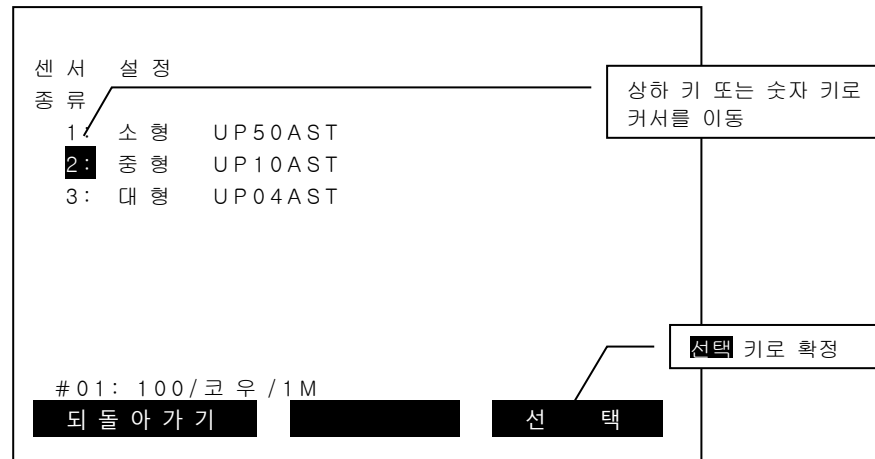 센서 설정
종류
1: 소형 UP50AST
2: 중형 UP10AST
3: 대형 UP04AST
상하 키 또는 숫자 키로
커서를 이동
선택 키로 확정
#01: 100/코우/1M
되돌아가기
선 택